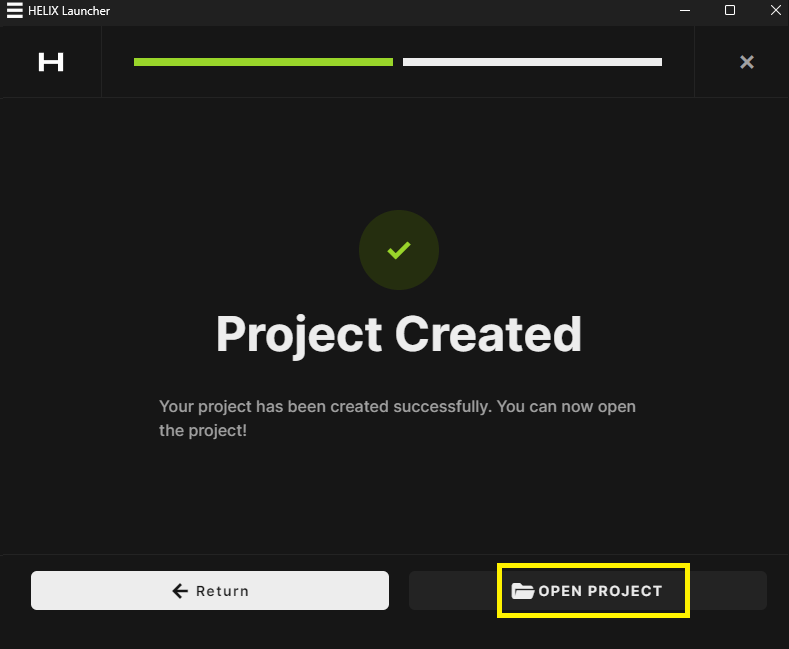 HELIX Launcher
Project Created
Your project has been created successfully. You can now open
the project!
Return
OPEN PROJECT